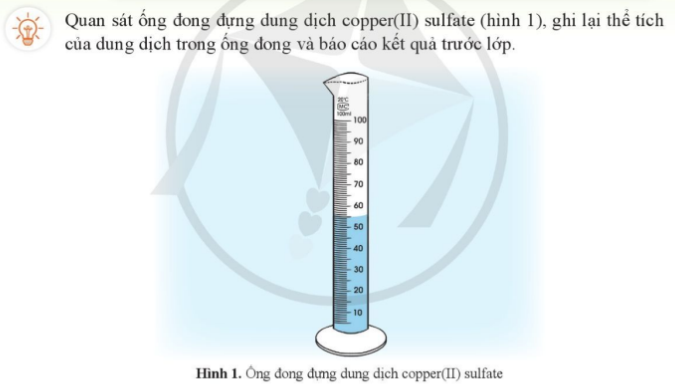 Quan sát ống đong đựng dung dịch copper(II) sulfate (hình 1), ghi lại thể tích
của dung dịch trong ống đong và báo cáo kết quả trước lớp.
20°C
100ml
100
90
80
70
60
50
40
30
20
10
Hình 1. Ống đong đựng dung dịch copper(II) sulfate